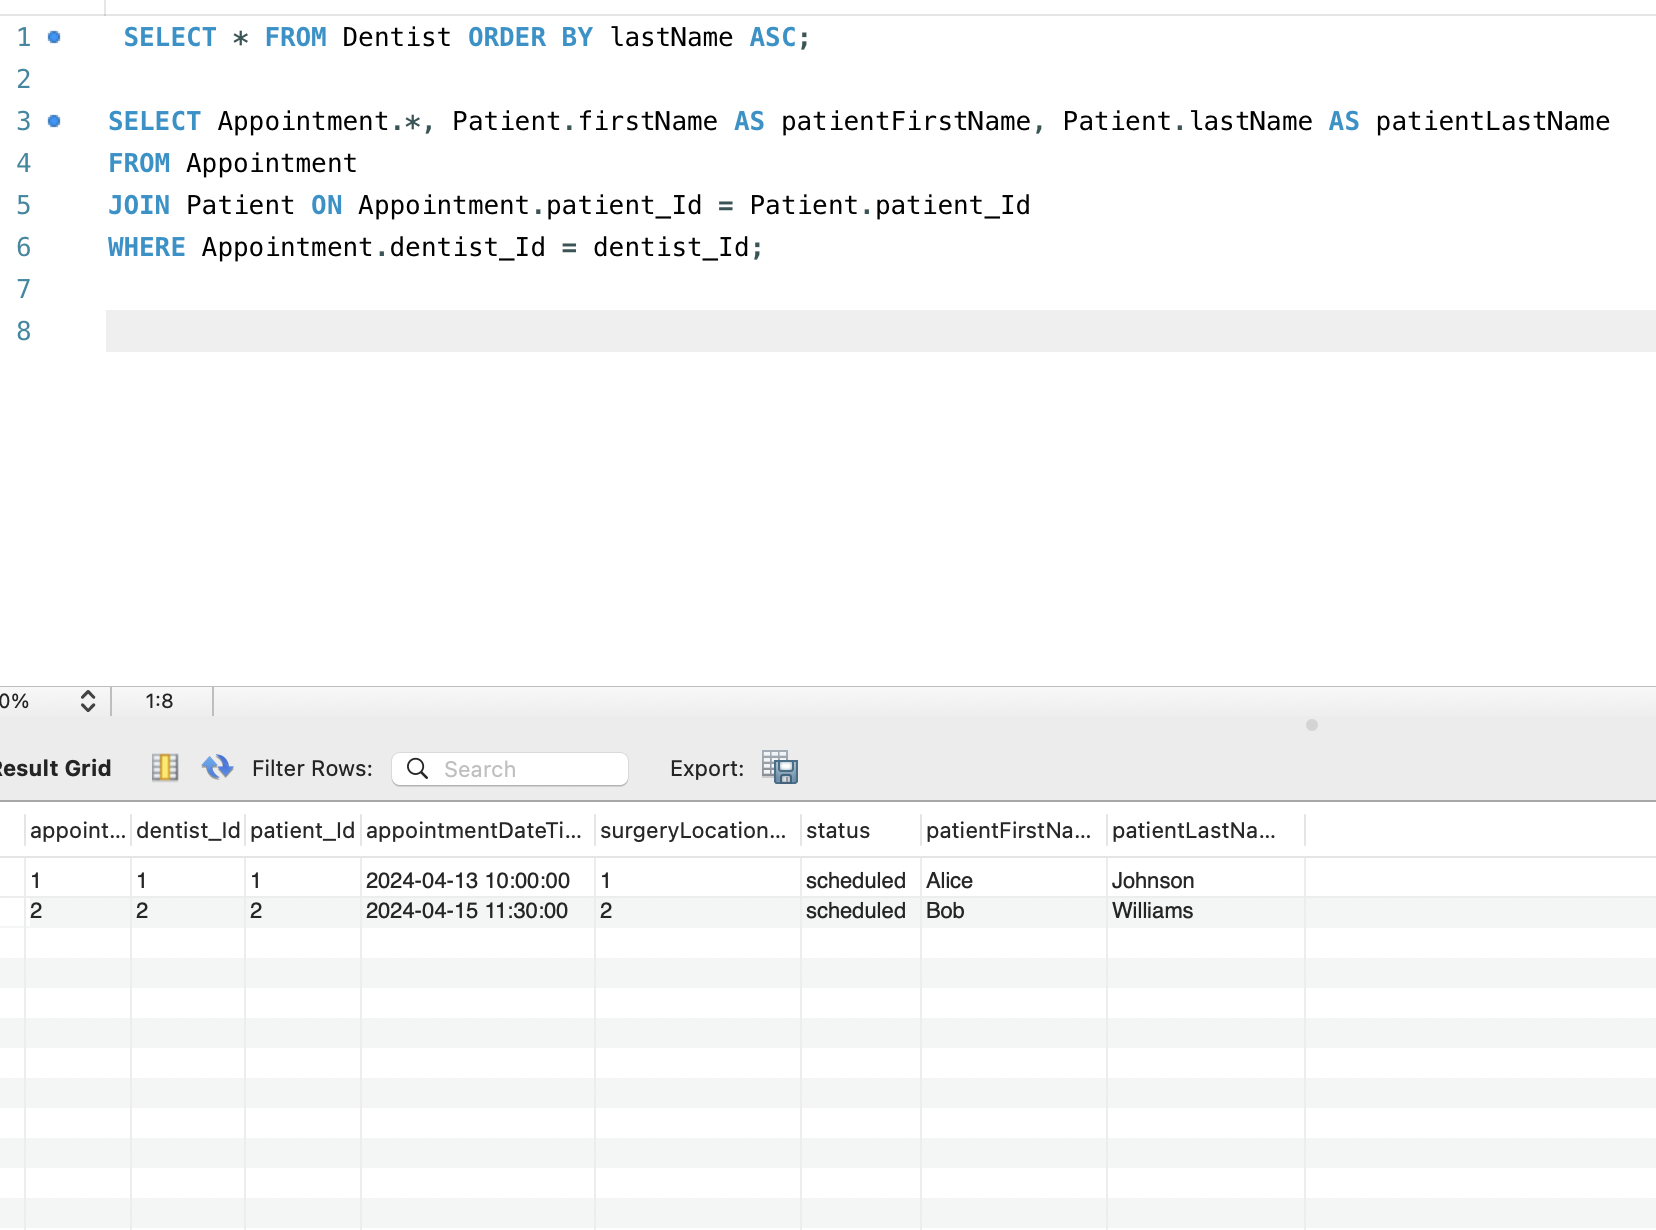 1 SELECT * FROM Dentist ORDER BY lastName ASC;
2
3 SELECT Appointment.*, Patient.firstName AS patientFirstName, Patient.lastName AS patientLastName
4 FROM Appointment
5 JOIN Patient ON Appointment.patient_Id = Patient.patient_Id
6 WHERE Appointment.dentist_Id = dentist_Id;
7
8
0% 1:8
esult Grid Filter Rows: Search Export:
appoint... dentist_Id patient_Id appointmentDateTi... surgeryLocation... status patientFirstNa... patientLastNa...
1 1 1 2024-04-13 10:00:00 1 scheduled Alice Johnson
2 2 2 2024-04-15 11:30:00 2 scheduled Bob Williams